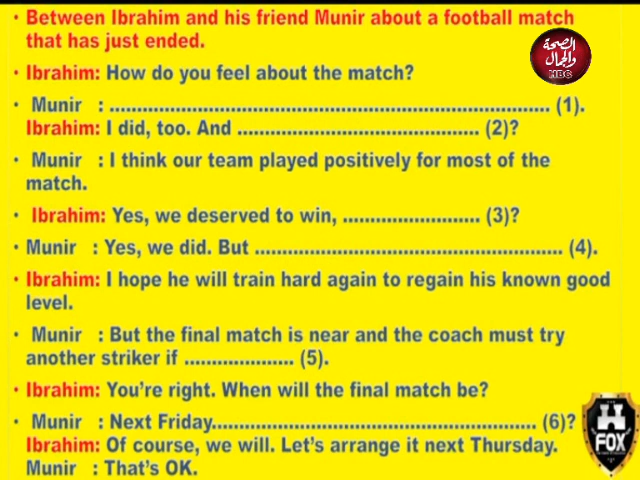 • Between Ibrahim and his friend Munir about a football match
that has just ended.
• Ibrahim: How do you feel about the match?
• Munir : ................................................................................ (1).
Ibrahim: I did, too. And ............................................ (2)?
• Munir : I think our team played positively for most of the
match.
• Ibrahim: Yes, we deserved to win, ......................... (3)?
• Munir : Yes, we did. But ........................................................ (4).
• Ibrahim: I hope he will train hard again to regain his known good
level.
• Munir : But the final match is near and the coach must try
another striker if .................... (5).
• Ibrahim: You’re right. When will the final match be?
• Munir : Next Friday........................................................... (6)?
Ibrahim: Of course, we will. Let’s arrange it next Thursday.
Munir : That’s OK.
الصحة
والجمال
HBC
FOX